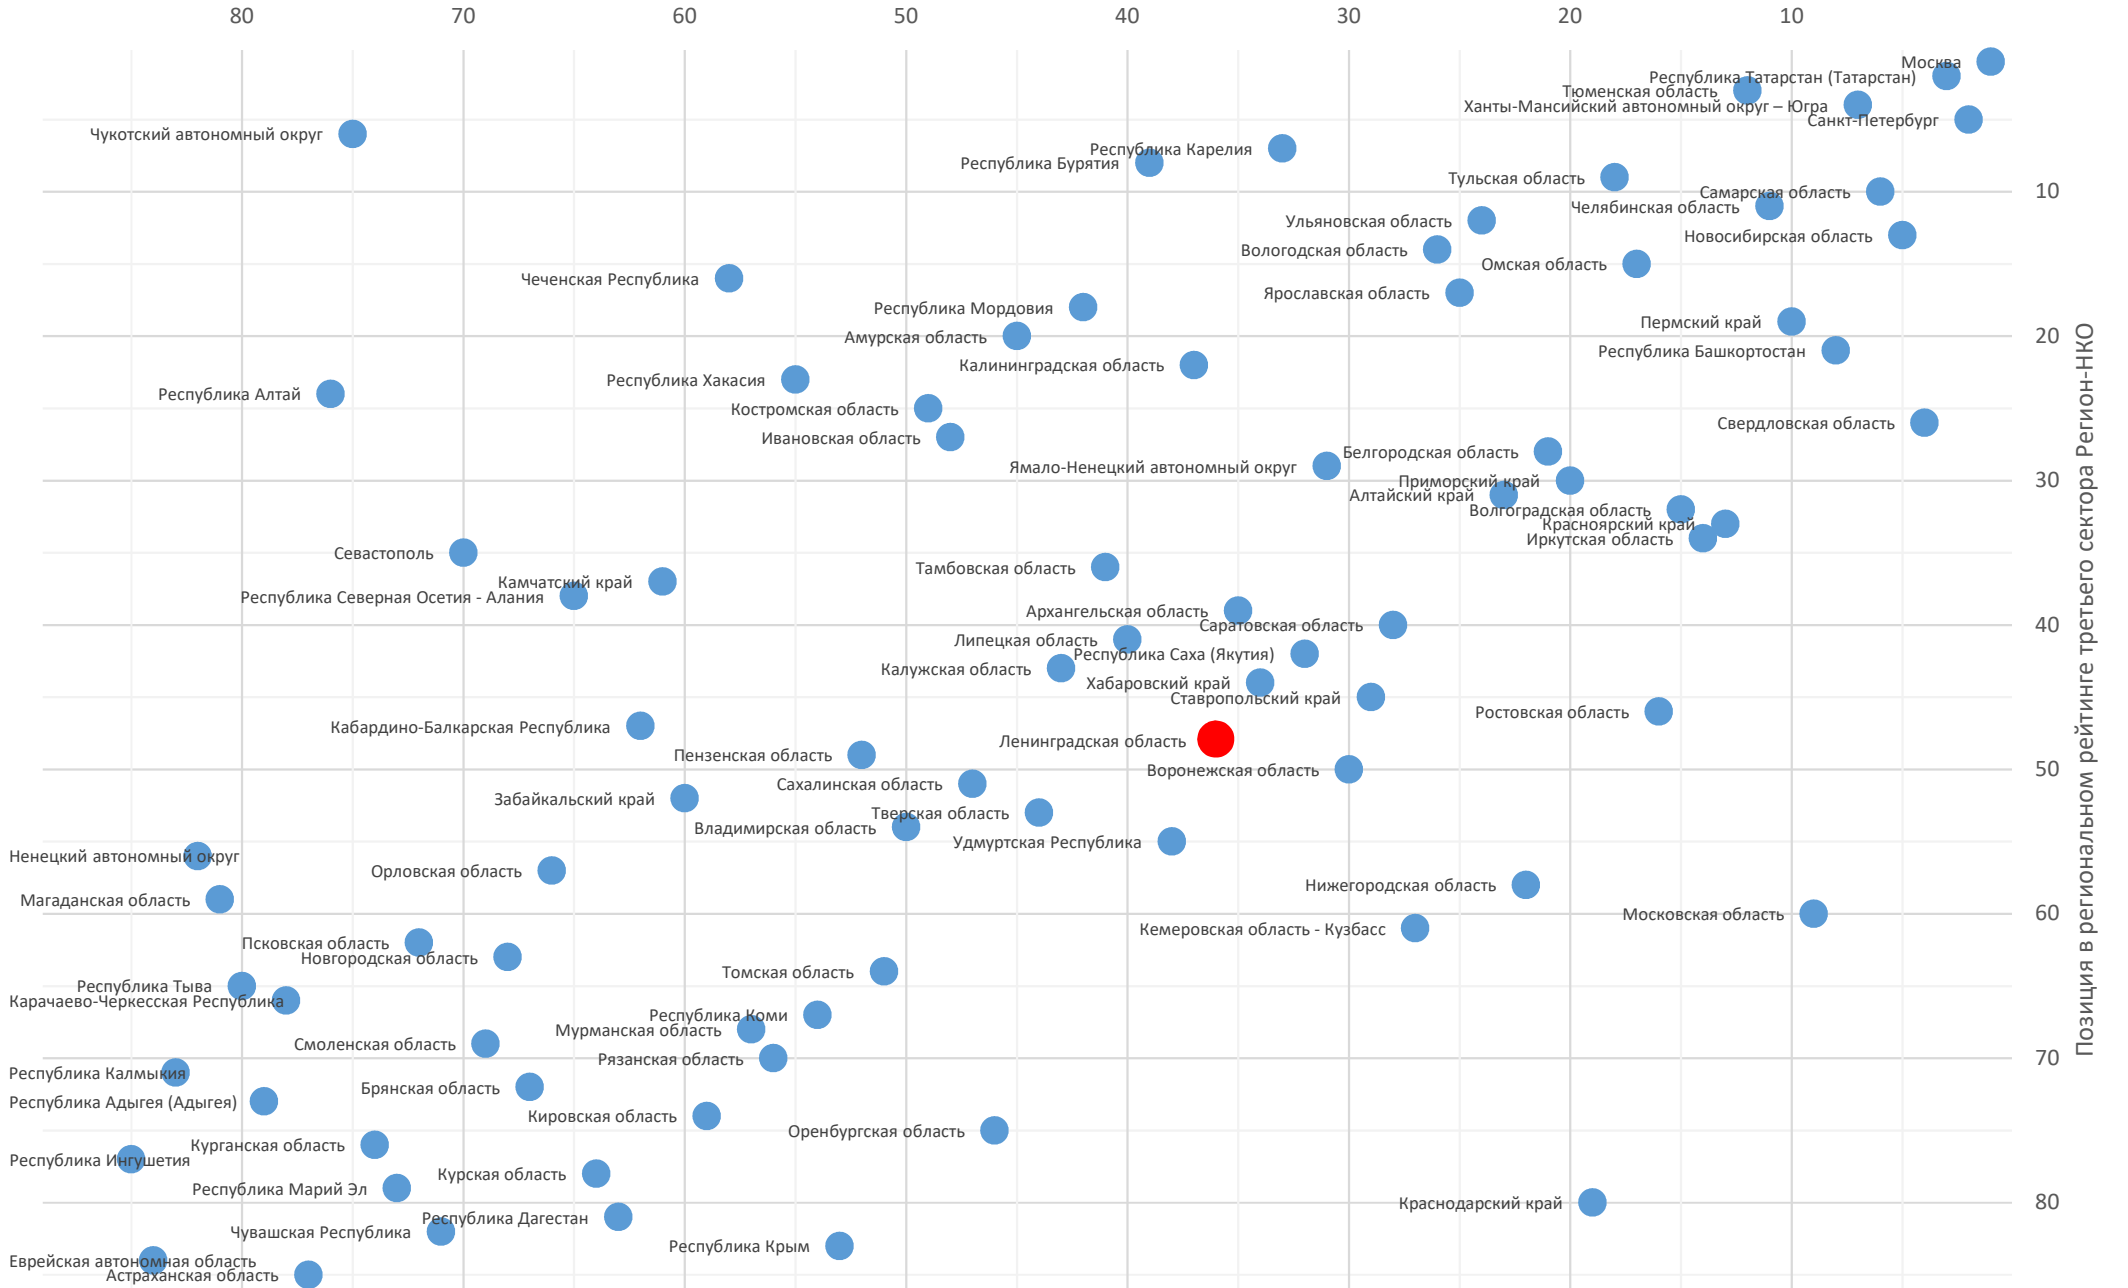 80 70 60 50 40 30 20 10
Москва
Республика Татарстан (Татарстан)
Тюменская область
Ханты-Мансийский автономный округ – Югра
Санкт-Петербург
Чукотский автономный округ
Республика Карелия
Республика Бурятия
Тульская область
Самарская область
10
Челябинская область
Ульяновская область
Новосибирская область
Вологодская область
Омская область
Чеченская Республика
Ярославская область
Республика Мордовия
Пермский край
Амурская область
20
Республика Башкортостан
Калининградская область
Республика Хакасия
Республика Алтай
Костромская область
Свердловская область
Ивановская область
Белгородская область
Ямало-Ненецкий автономный округ
Приморский край
30
Алтайский край
Волгоградская область
Красноярский край
Иркутская область
Севастополь
Тамбовская область
Камчатский край
Республика Северная Осетия - Алания
Архангельская область
Саратовская область
40
Липецкая область
Республика Саха (Якутия)
Калужская область
Хабаровский край
Ставропольский край
Ростовская область
Кабардино-Балкарская Республика
Ленинградская область
Пензенская область
Воронежская область
50
Сахалинская область
Забайкальский край
Тверская область
Владимирская область
Удмуртская Республика
Ненецкий автономный округ
Орловская область
Нижегородская область
Магаданская область
Московская область
60
Кемеровская область - Кузбасс
Псковская область
Новгородская область
Томская область
Республика Тыва
Карачаево-Черкесская Республика
Республика Коми
Мурманская область
Смоленская область
Рязанская область
70
Республика Калмыкия
Брянская область
Республика Адыгея (Адыгея)
Кировская область
Оренбургская область
Курганская область
Республика Ингушетия
Курская область
Республика Марий Эл
Краснодарский край
80
Республика Дагестан
Чувашская Республика
Республика Крым
Еврейская автономная область
Астраханская область
Позиция в региональном рейтинге третьего сектора Регион-НКО